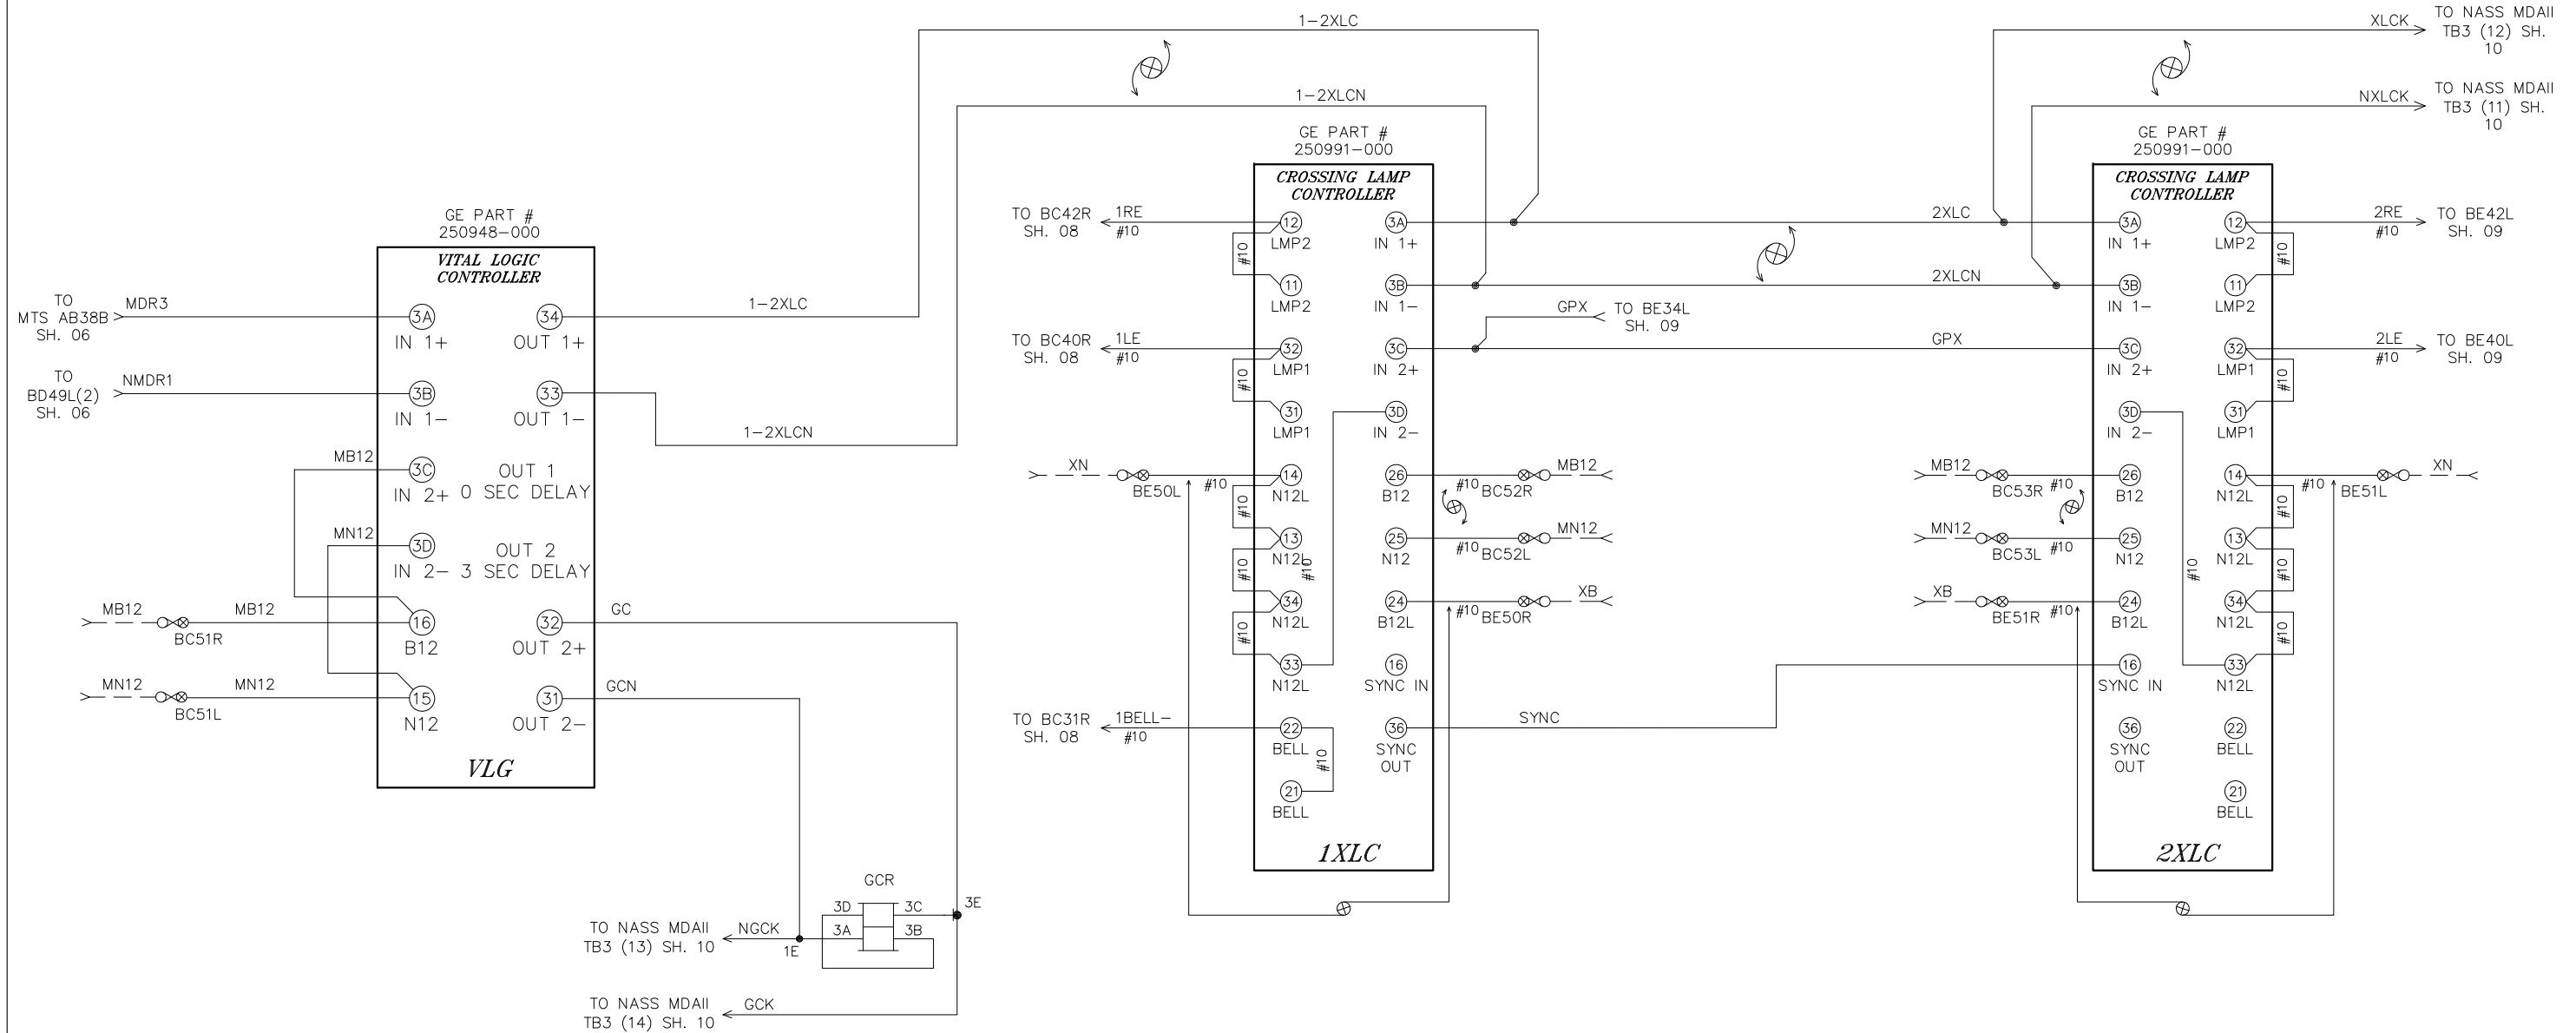 1-2XLC
XLCK
TO NASS MDAII
TB3 (12) SH.
10
1-2XLCN
NXLCK
TO NASS MDAII
TB3 (11) SH.
10
GE PART #
250948-000
VITAL LOGIC
CONTROLLER
TO
MTS AB38B
SH. 06
MDR3
3A
IN 1+
34
OUT 1+
1-2XLC
TO
BD49L(2)
SH. 06
NMDR1
3B
IN 1-
33
OUT 1-
1-2XLCN
MB12
3C
IN 2+
OUT 1
0 SEC DELAY
MN12
3D
IN 2-
OUT 2
3 SEC DELAY
MB12
BC51R
MB12
16
B12
32
OUT 2+
GC
MN12
BC51L
MN12
15
N12
31
OUT 2-
GCN
VLG
GCR
3D
3C
3E
3A
3B
1E
TO NASS MDAII
TB3 (13) SH. 10
NGCK
TO NASS MDAII
TB3 (14) SH. 10
GCK
GE PART #
250991-000
CROSSING LAMP
CONTROLLER
TO BC42R
SH. 08
1RE
#10
12
LMP2
#10
11
LMP2
TO BC40R
SH. 08
1LE
#10
32
LMP1
#10
31
LMP1
XN
BE50L
#10
14
N12L
#10
13
N12L
#10
#10
34
N12L
#10
33
N12L
TO BC31R
SH. 08
1BELL-
#10
22
BELL
#10
21
BELL
3A
IN 1+
3B
IN 1-
3C
IN 2+
3D
IN 2-
26
B12
#10
BC52R
MB12
25
N12
#10
BC52L
MN12
24
B12L
#10
BE50R
XB
16
SYNC IN
36
SYNC
OUT
SYNC
1XLC
2XLC
2XLCN
GPX
TO BE34L
SH. 09
GPX
GE PART #
250991-000
CROSSING LAMP
CONTROLLER
3A
IN 1+
3B
IN 1-
3C
IN 2+
3D
IN 2-
MB12
BC53R
#10
26
B12
MN12
BC53L
#10
25
N12
XB
BE51R
#10
24
B12L
#10
16
SYNC IN
36
SYNC
OUT
12
LMP2
2RE
#10
TO BE42L
SH. 09
#10
11
LMP2
32
LMP1
2LE
#10
TO BE40L
SH. 09
#10
31
LMP1
14
N12L
#10
BE51L
XN
#10
13
N12L
#10
34
N12L
#10
33
N12L
22
BELL
21
BELL
2XLC